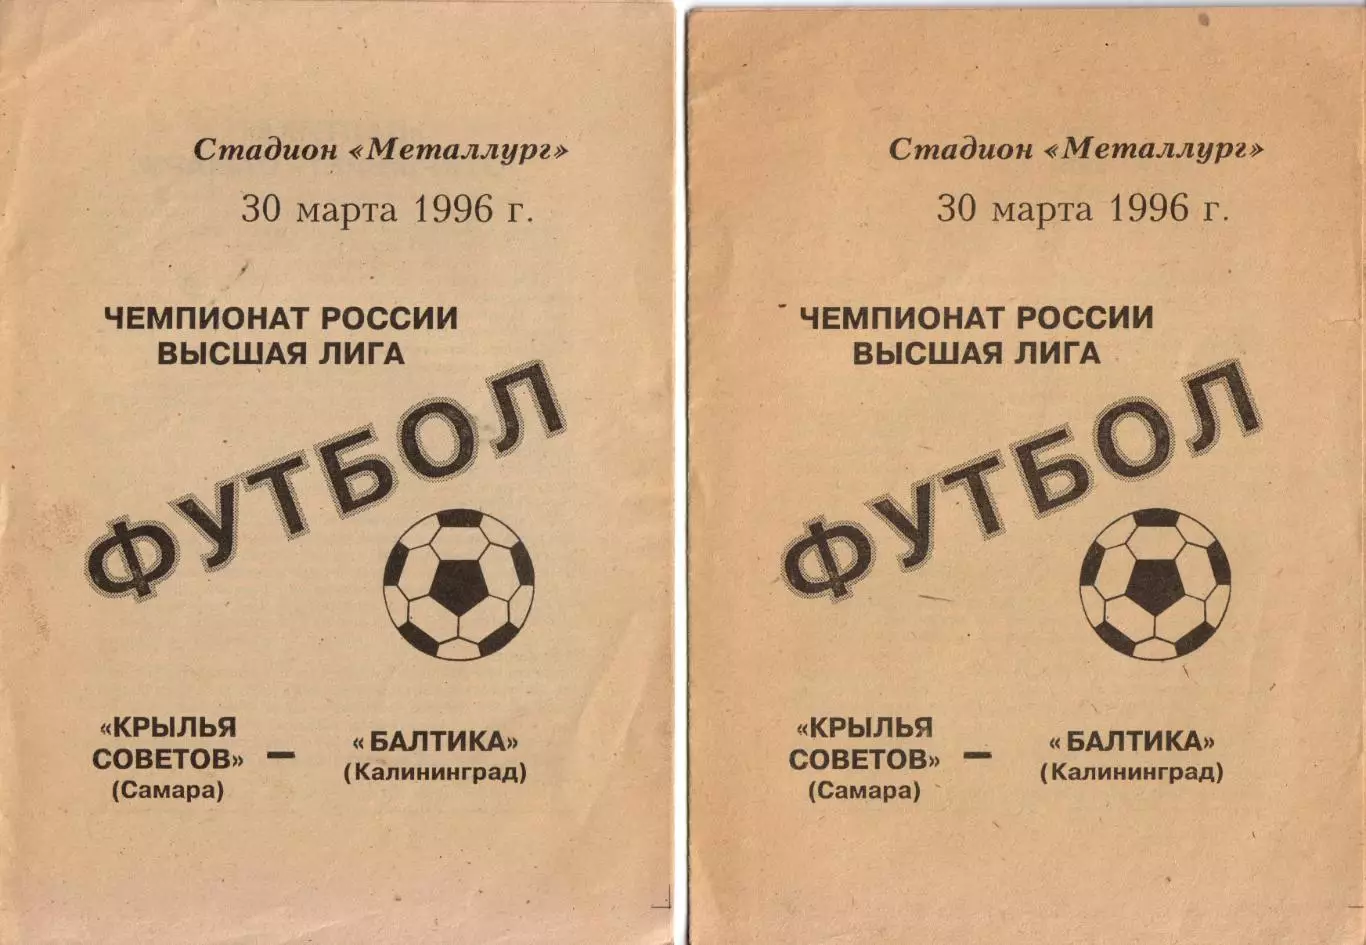 Стадион «Металлург»
30 марта 1996 г.
ЧЕМПИОНАТ РОССИИ
ВЫСШАЯ ЛИГА
ФУТБОЛ
«КРЫЛЬЯ
СОВЕТОВ» –
(Самара)
«БАЛТИКА»
(Калининград)
Стадион «Металлург»
30 марта 1996 г.
ЧЕМПИОНАТ РОССИИ
ВЫСШАЯ ЛИГА
ФУТБОЛ
«КРЫЛЬЯ
СОВЕТОВ» –
(Самара)
«БАЛТИКА»
(Калининград)